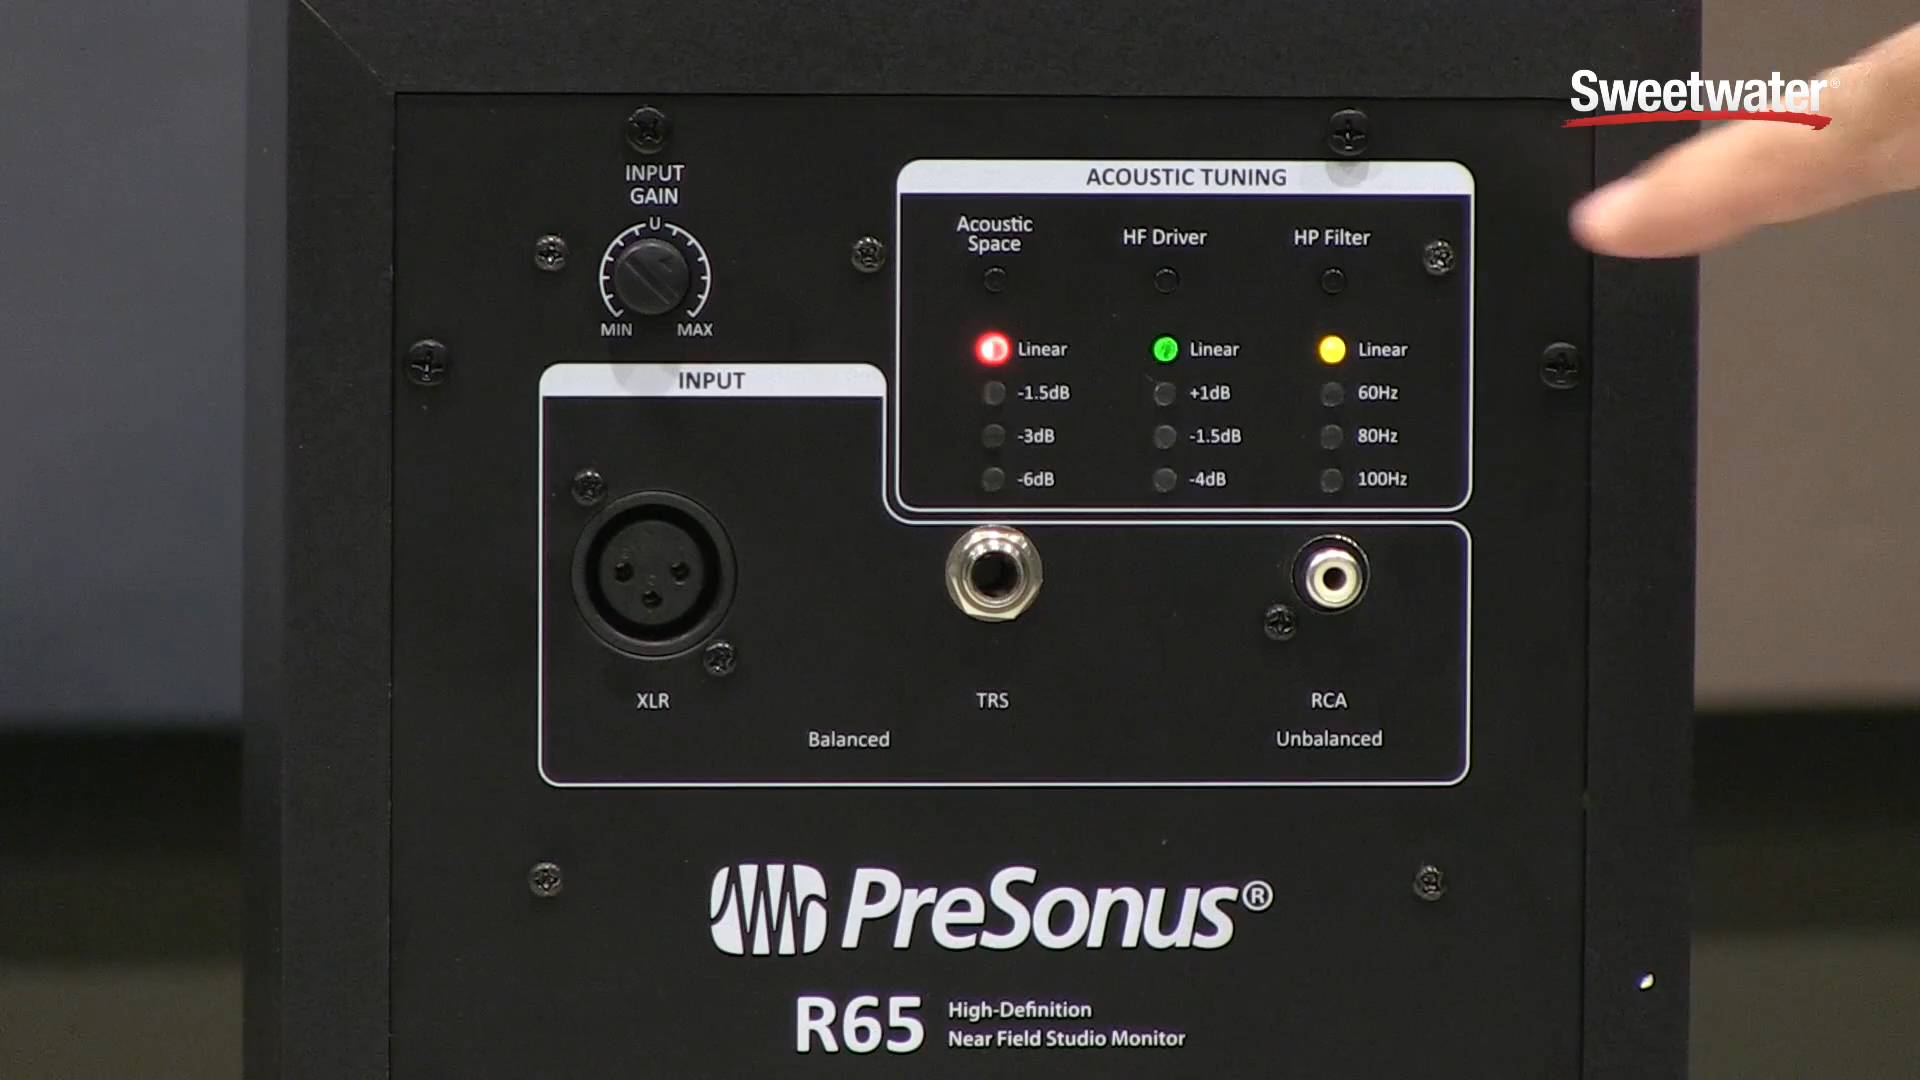 Sweetwater®
INPUT
GAIN
U
MIN MAX
ACOUSTIC TUNING
Acoustic
Space
HF Driver
HP Filter
Linear
-1.5dB
-3dB
-6dB
Linear
+1dB
-1.5dB
-4dB
Linear
60Hz
80Hz
100Hz
INPUT
XLR
TRS
RCA
Balanced
Unbalanced
PreSonus®
R65
High-Definition
Near Field Studio Monitor